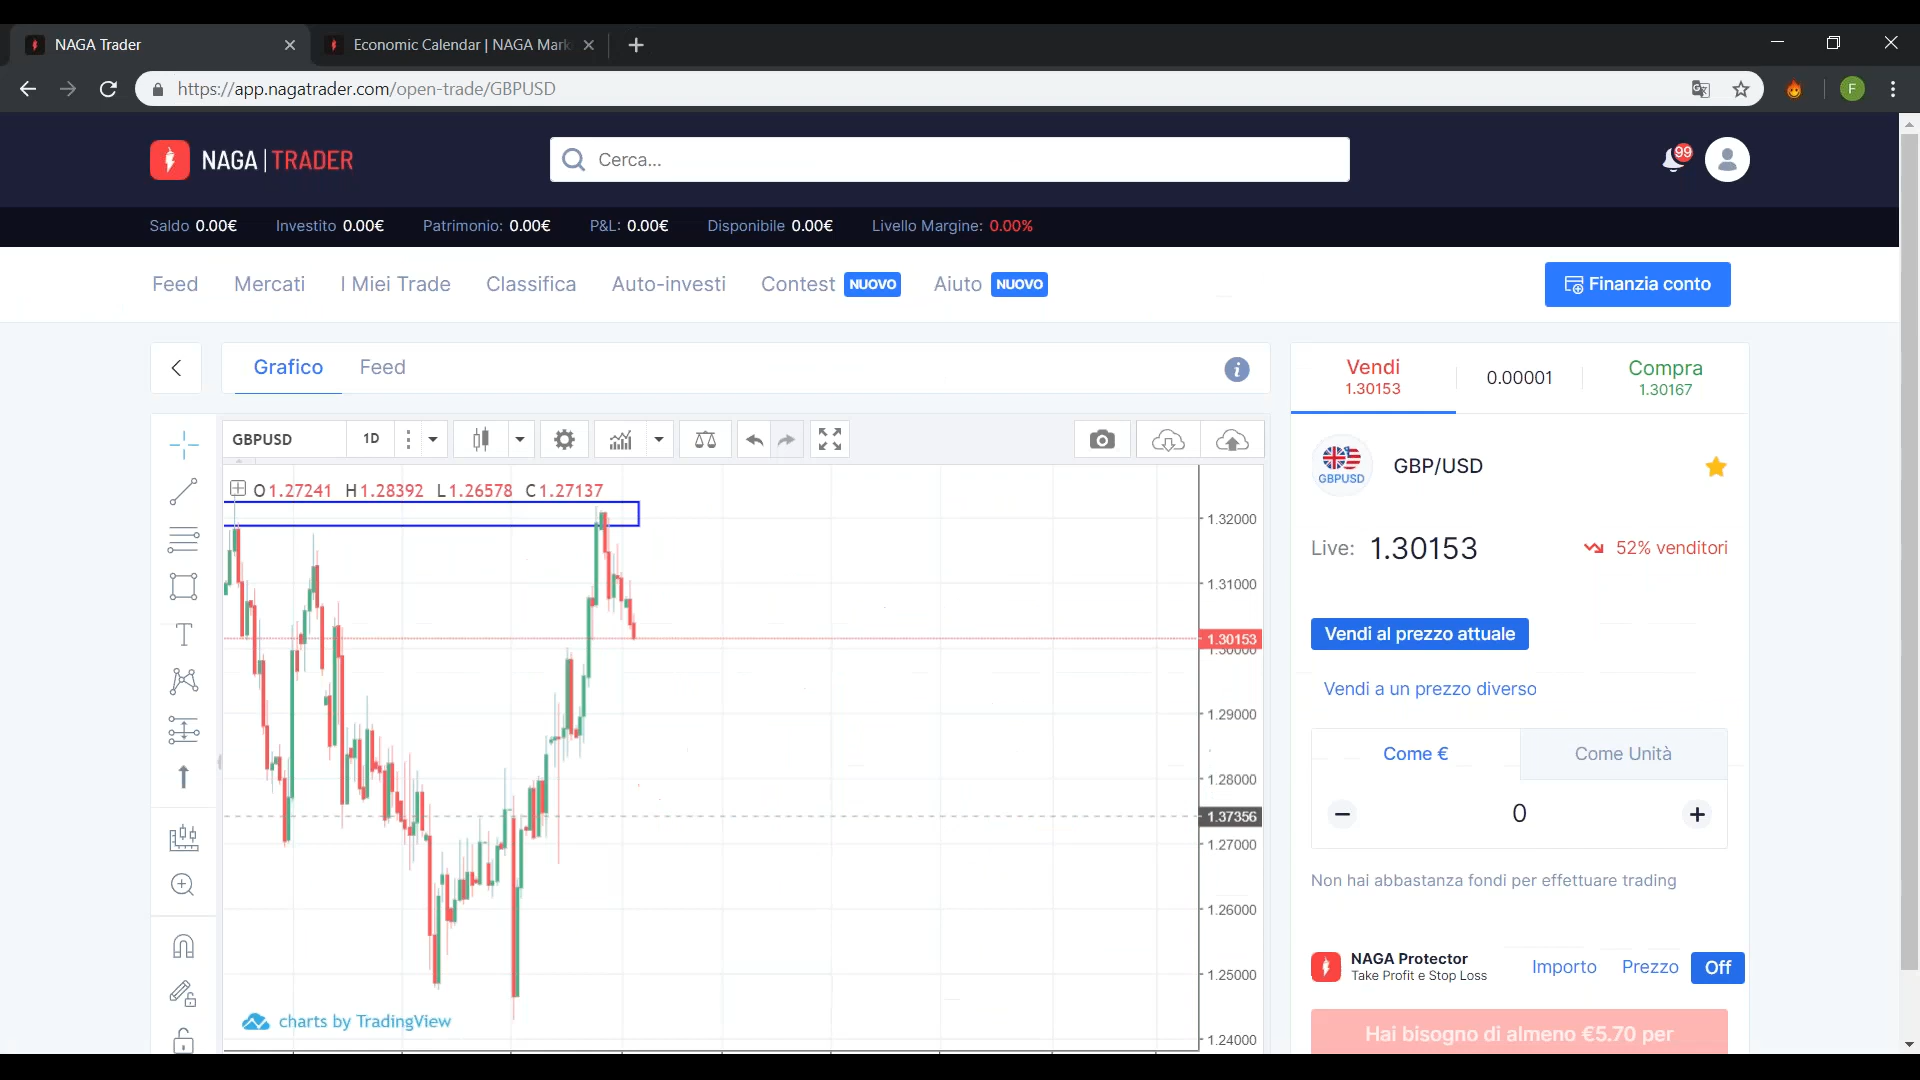 NAGA Trader
Economic Calendar | NAGA Mark
https://app.nagatrader.com/open-trade/GBPUSD
F
NAGA | TRADER
Cerca...
99
Saldo 0.00€ Investito 0.00€ Patrimonio: 0.00€ P&L: 0.00€ Disponibile 0.00€ Livello Margine: 0.00%
Feed Mercati I Miei Trade Classifica Auto-investi Contest NUOVO Aiuto NUOVO
Finanzia conto
Grafico Feed
Vendi
1.30153
0.00001
Compra
1.30167
GBPUSD 1D
O1.27241 H1.28392 L1.26578 C1.27137
1.32000
1.31000
1.30153
1.30000
1.29000
1.28000
1.37356
1.27000
1.26000
1.25000
1.24000
charts by TradingView
GBPUSD
GBP/USD
Live: 1.30153
52% venditori
Vendi al prezzo attuale
Vendi a un prezzo diverso
Come € Come Unità
0
Non hai abbastanza fondi per effettuare trading
NAGA Protector
Take Profit e Stop Loss
Importo Prezzo Off
Hai bisogno di almeno €5.70 per